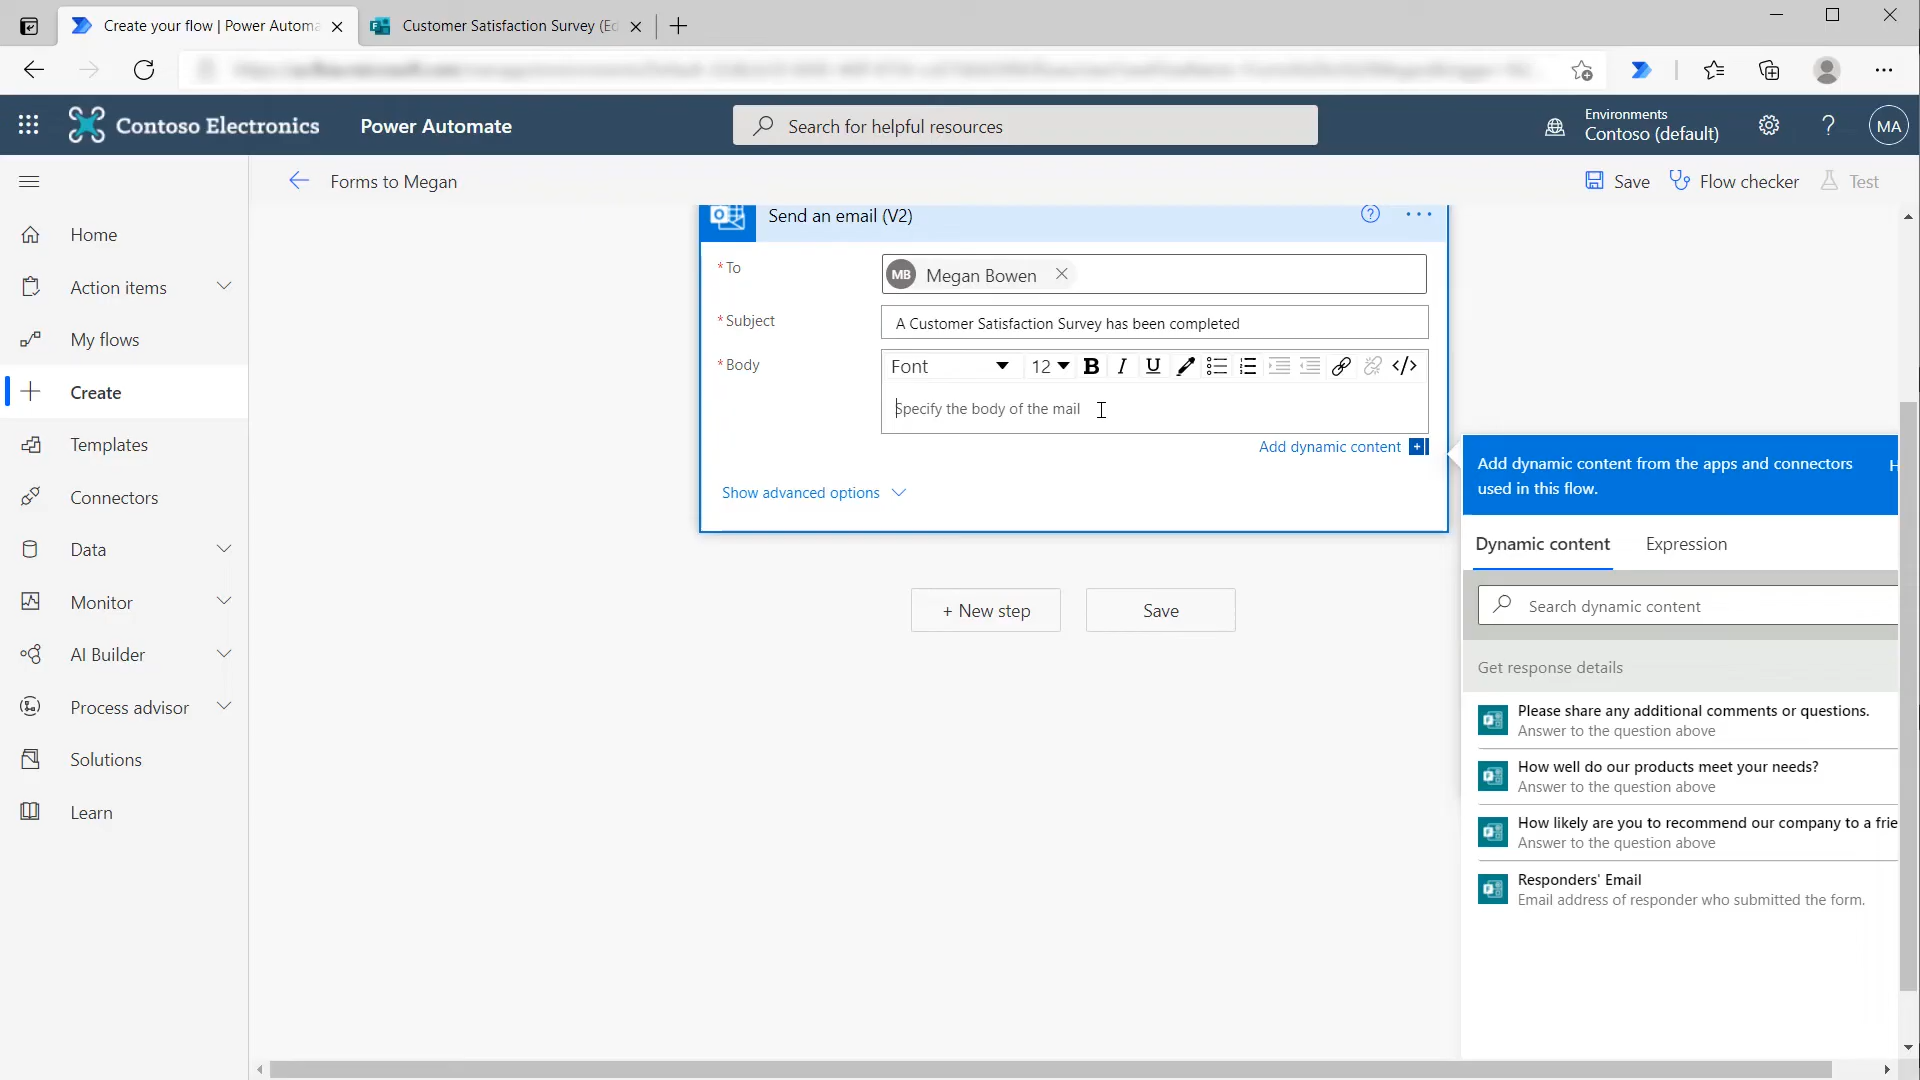 Create your flow | Power Automa
Customer Satisfaction Survey (Ed
Contoso Electronics
Power Automate
Search for helpful resources
Environments
Contoso (default)
?
MA
Forms to Megan
Save
Flow checker
Test
Home
Action items
My flows
Create
Templates
Connectors
Data
Monitor
AI Builder
Process advisor
Solutions
Learn
Send an email (V2)
?
* To
MB Megan Bowen
* Subject
A Customer Satisfaction Survey has been completed
* Body
Font 12 B I U </>
Specify the body of the mail
Add dynamic content +
Show advanced options
+ New step
Save
Add dynamic content from the apps and connectors
used in this flow.
H
Dynamic content
Expression
Search dynamic content
Get response details
Please share any additional comments or questions.
Answer to the question above
How well do our products meet your needs?
Answer to the question above
How likely are you to recommend our company to a frie
Answer to the question above
Responders' Email
Email address of responder who submitted the form.